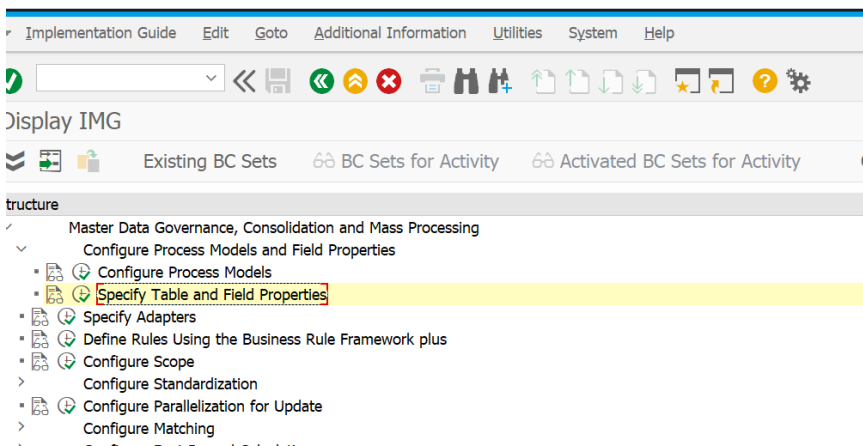 Implementation Guide Edit Goto Additional Information Utilities System Help
Display IMG
Existing BC Sets BC Sets for Activity Activated BC Sets for Activity
tructure
Master Data Governance, Consolidation and Mass Processing
Configure Process Models and Field Properties
Configure Process Models
Specify Table and Field Properties
Specify Adapters
Define Rules Using the Business Rule Framework plus
Configure Scope
Configure Standardization
Configure Parallelization for Update
Configure Matching